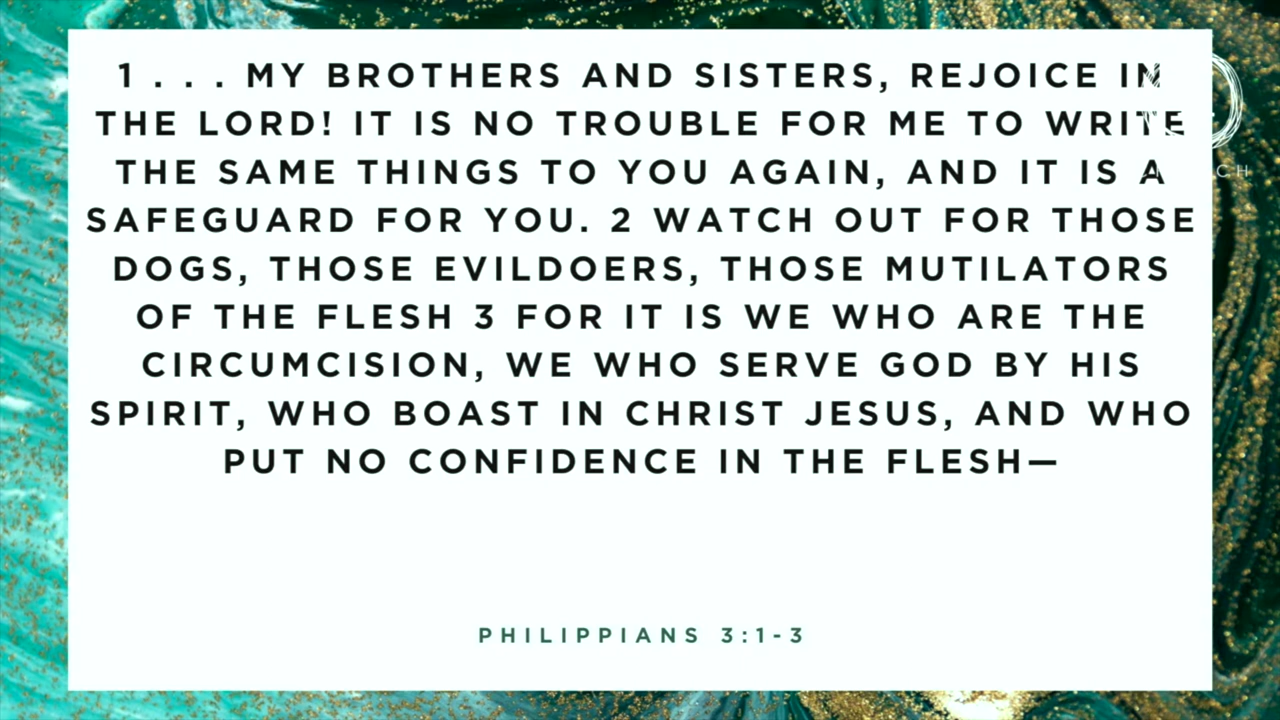 1 . . . MY BROTHERS AND SISTERS, REJOICE IN
THE LORD! IT IS NO TROUBLE FOR ME TO WRITE
THE SAME THINGS TO YOU AGAIN, AND IT IS A
SAFEGUARD FOR YOU. 2 WATCH OUT FOR THOSE
DOGS, THOSE EVILDOERS, THOSE MUTILATORS
OF THE FLESH 3 FOR IT IS WE WHO ARE THE
CIRCUMCISION, WE WHO SERVE GOD BY HIS
SPIRIT, WHO BOAST IN CHRIST JESUS, AND WHO
PUT NO CONFIDENCE IN THE FLESH—
PHILIPPIANS 3:1-3